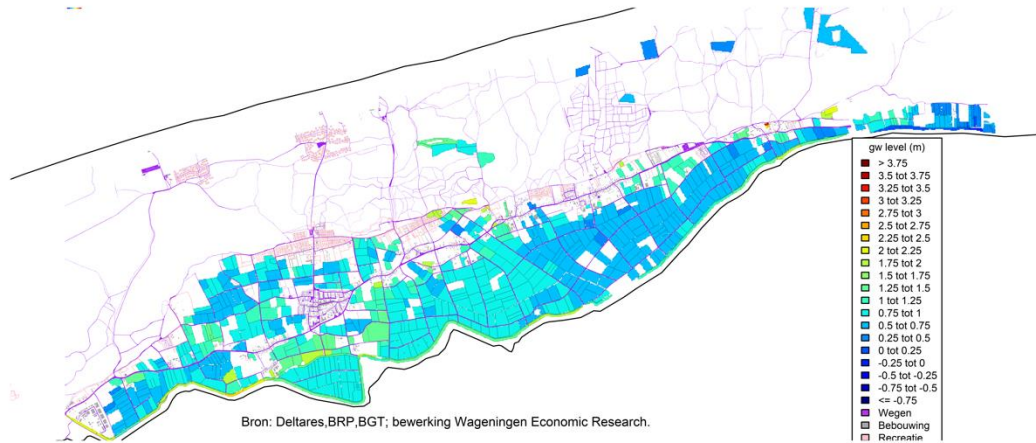 gw level (m)
> 3.75
3.5 tot 3.75
3.25 tot 3.5
3 tot 3.25
2.75 tot 3
2.5 tot 2.75
2.25 tot 2.5
2 tot 2.25
1.75 tot 2
1.5 tot 1.75
1.25 tot 1.5
1 tot 1.25
0.75 tot 1
0.5 tot 0.75
0.25 tot 0.5
0 tot 0.25
-0.25 tot 0
-0.5 tot -0.25
-0.75 tot -0.5
<= -0.75
Wegen
Bebouwing
Recreatie
Bron: Deltares,BRP,BGT; bewerking Wageningen Economic Research.